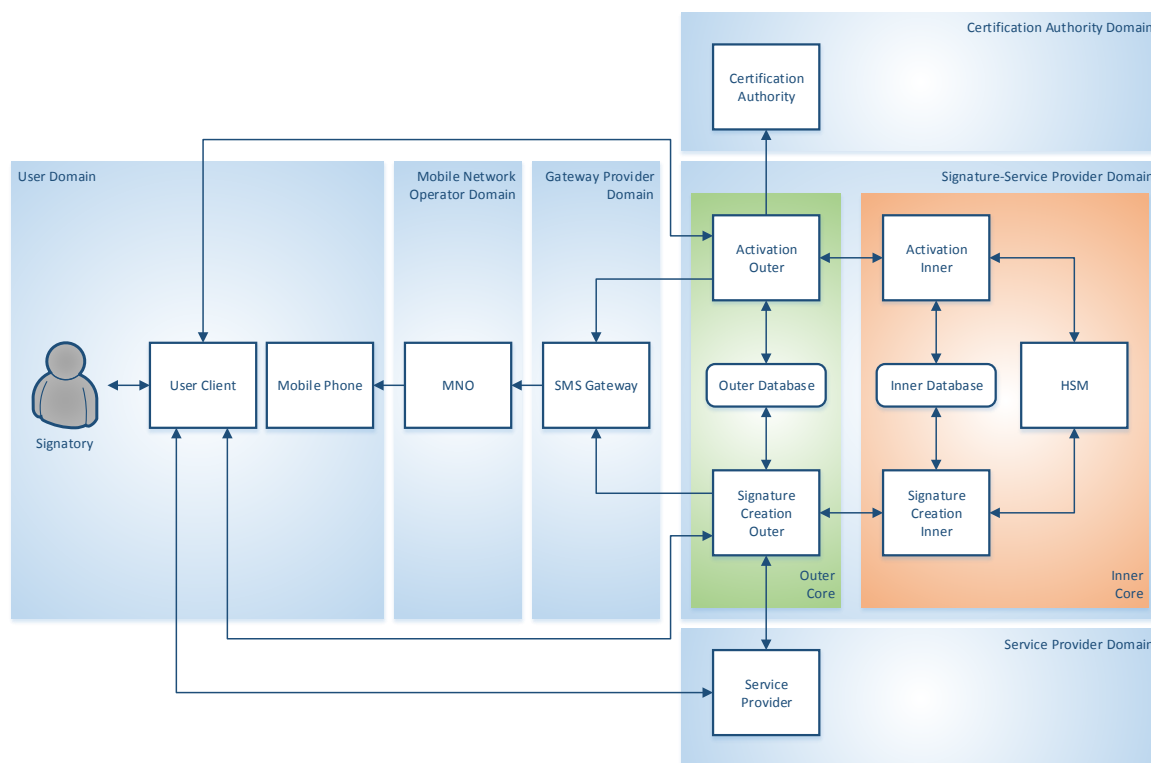 Certification Authority Domain
Certification
Authority
User Domain
Mobile Network
Operator Domain
Gateway Provider
Domain
Signature-Service Provider Domain
Activation
Outer
Activation
Inner
User Client
Mobile Phone
MNO
SMS Gateway
Outer Database
Inner Database
HSM
Signatory
Signature
Creation
Outer
Signature
Creation
Inner
Outer
Core
Inner
Core
Service Provider Domain
Service
Provider